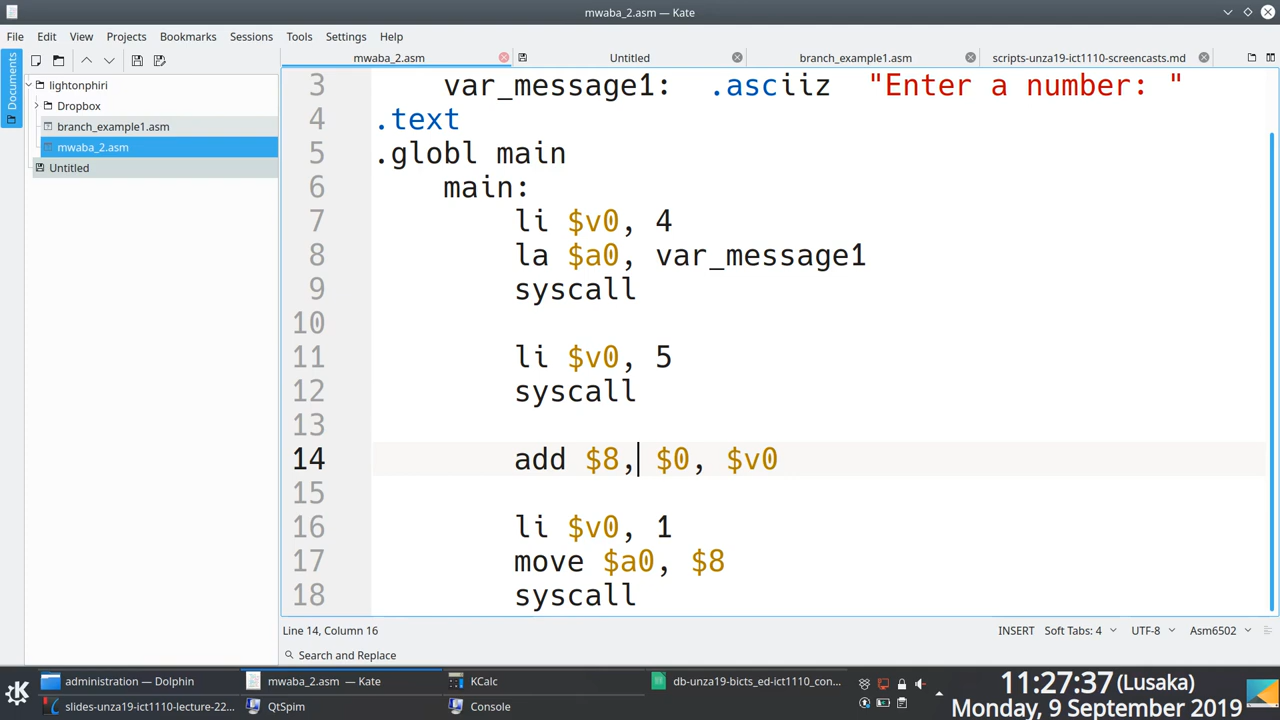 mwaba_2.asm — Kate
File Edit View Projects Bookmarks Sessions Tools Settings Help
Documents
lightonphiri
Dropbox
branch_example1.asm
mwaba_2.asm
Untitled
mwaba_2.asm Untitled branch_example1.asm scripts-unza19-ict1110-screencasts.md
3 var_message1: .asciiz "Enter a number: "
4 .text
5 .globl main
6 main:
7 li $v0, 4
8 la $a0, var_message1
9 syscall
10
11 li $v0, 5
12 syscall
13
14 add $8, $0, $v0
15
16 li $v0, 1
17 move $a0, $8
18 syscall
Line 14, Column 16 INSERT Soft Tabs: 4 UTF-8 Asm6502
Search and Replace
administration — Dolphin mwaba_2.asm — Kate KCalc db-unza19-bicts_ed-ict1110_con...
slides-unza19-ict1110-lecture-22... QtSpim Console
11:27:37 (Lusaka)
Monday, 9 September 2019